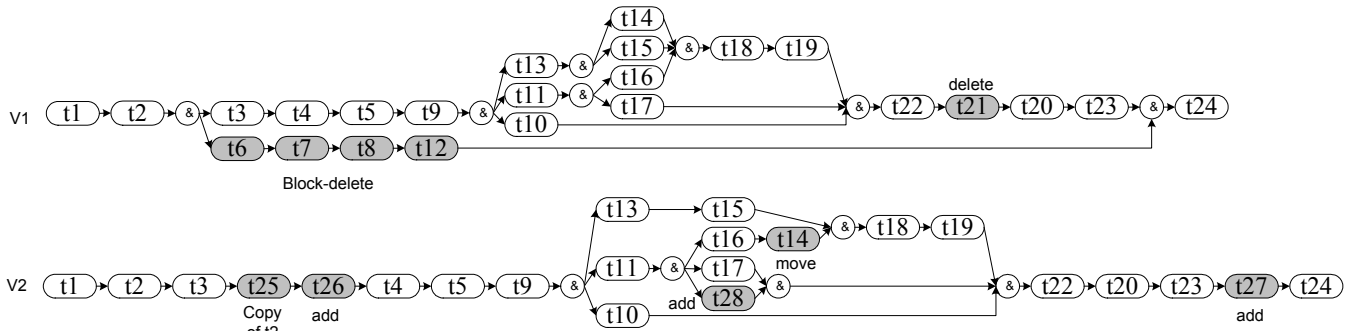 t14
t15
t18
t19
t13
&
&
t16
delete
t11
&
t17
V1
t1
t2
&
t3
t4
t5
t9
&
t10
&
t22
t21
t20
t23
&
t24
t6
t7
t8
t12
Block-delete
t13
t15
&
t18
t19
t16
t14
move
V2
t1
t2
t3
t25
t26
t4
t5
t9
&
t11
&
t17
&
&
t22
t20
t23
t27
t24
add
t28
Copy
add
t10
add